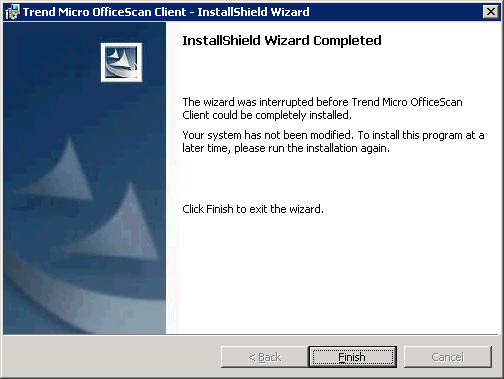 Trend Micro OfficeScan Client - InstallShield Wizard
InstallShield Wizard Completed
The wizard was interrupted before Trend Micro OfficeScan
Client could be completely installed.
Your system has not been modified. To install this program at a
later time, please run the installation again.
Click Finish to exit the wizard.
< Back
Finish
Cancel